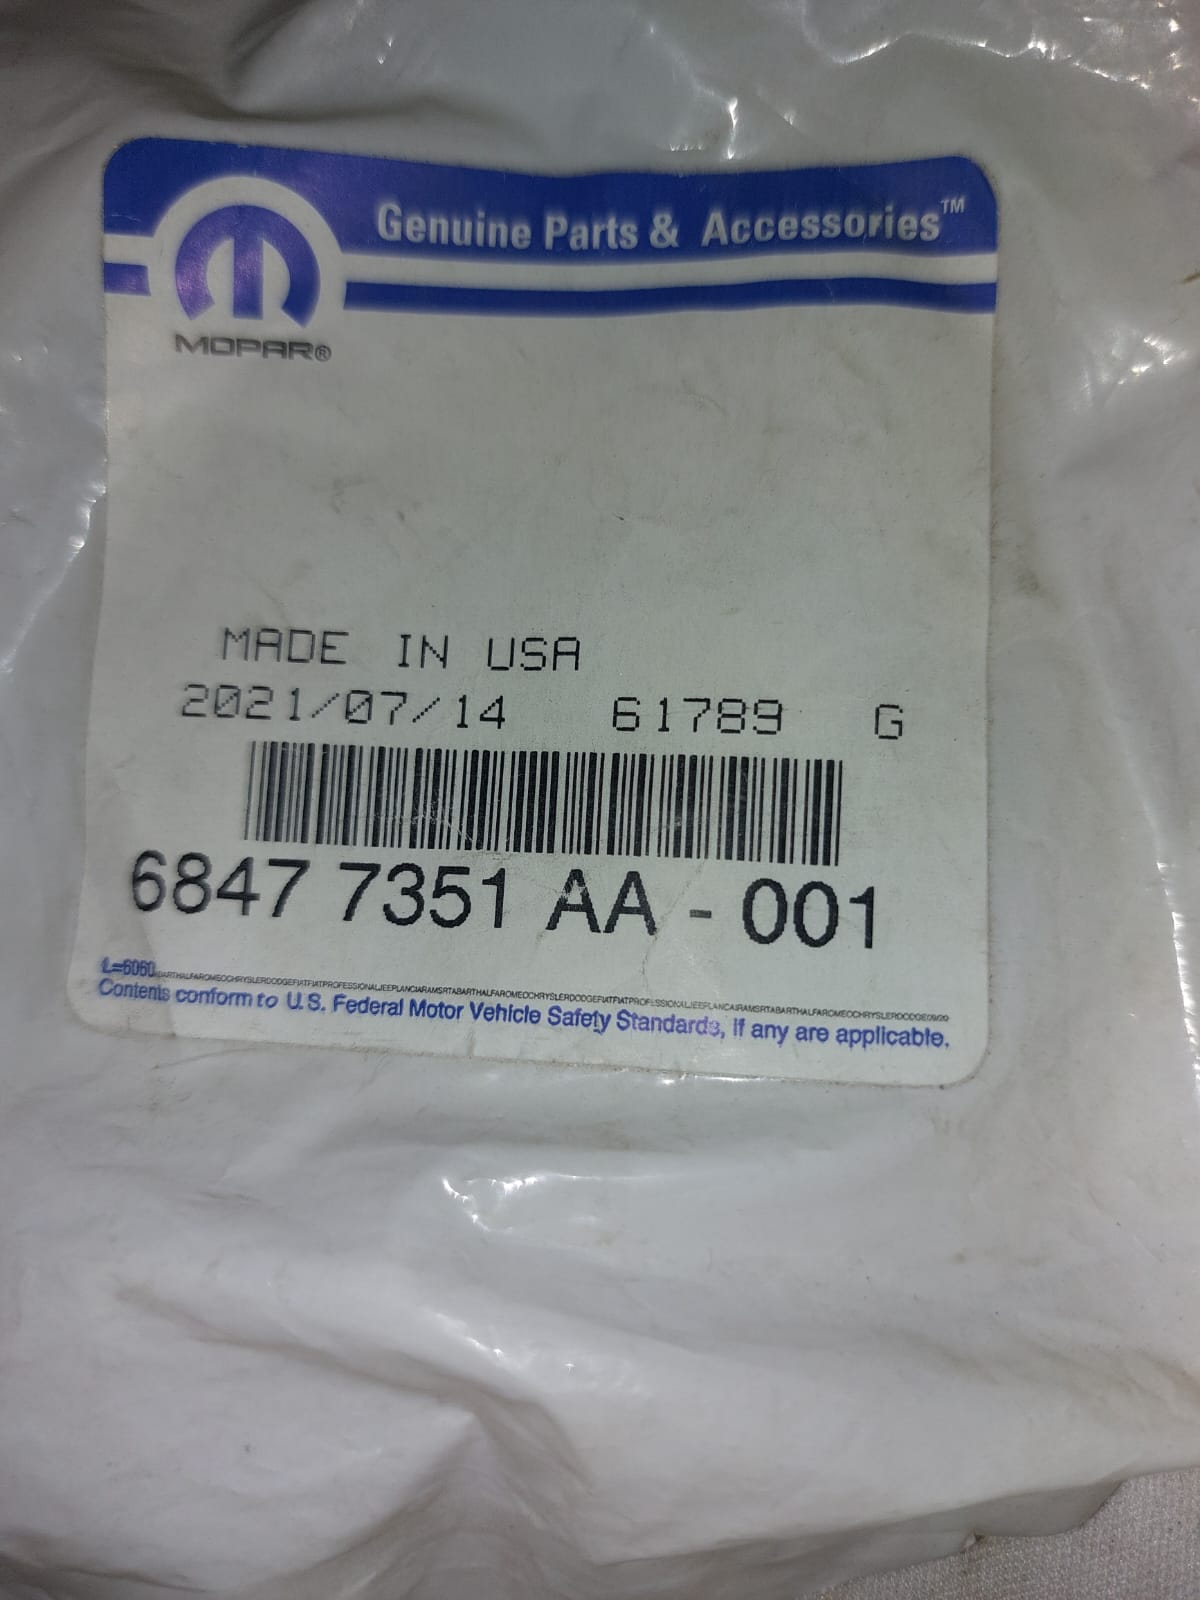 Genuine Parts & Accessories™
MOPAR®
MADE IN USA
2021/07/14 61789 G
6847 7351 AA - 001
L=6060
Contents conform to U.S. Federal Motor Vehicle Safety Standards, if any are applicable.